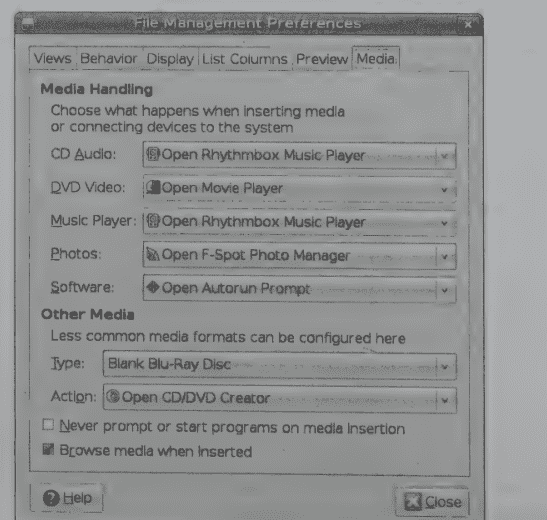 File Management Preferences
Views Behavior Display List Columns Preview Media
Media Handling
Choose what happens when inserting media
or connecting devices to the system
CD Audio: Open Rhythmbox Music Player
DVD Video: Open Movie Player
Music Player: Open Rhythmbox Music Player
Photos: Open F-Spot Photo Manager
Software: Open Autorun Prompt
Other Media
Less common media formats can be configured here
Type: Blank Blu-Ray Disc
Action: Open CD/DVD Creator
Never prompt or start programs on media insertion
Browse media when inserted
Help Close